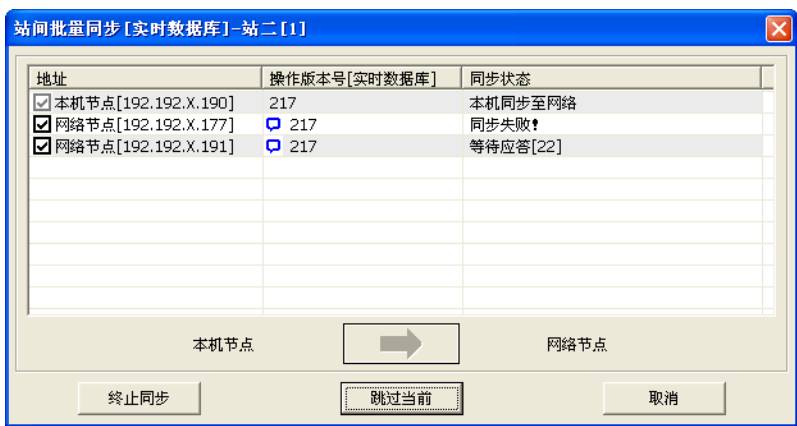 站间批量同步[实时数据库]-站二[1]
地址 操作版本号[实时数据库] 同步状态
本机节点[192.192.X.190] 217 本机同步至网络
网络节点[192.192.X.177] 217 同步失败!
网络节点[192.192.X.191] 217 等待应答[22]
本机节点 网络节点
终止同步 跳过当前 取消